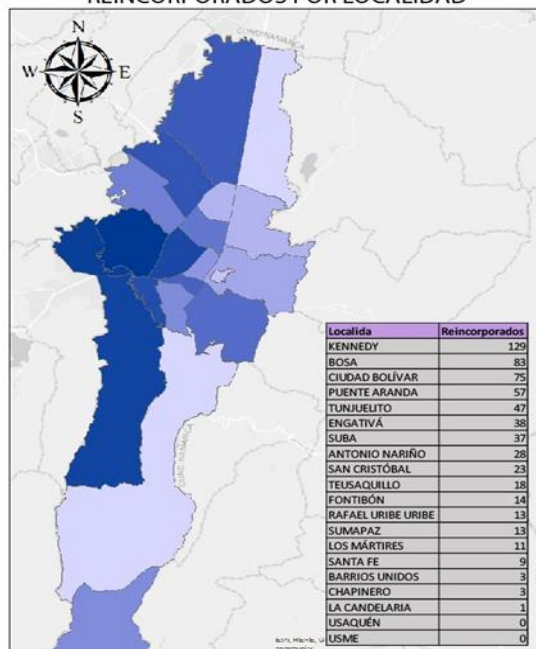 REINCORPORADOS POR LOCALIDAD
N
W E
S
CUNDINAMARCA
CUNDINAMARCA
Localida Reincorporados
KENNEDY 129
BOSA 83
CIUDAD BOLÍVAR 75
PUENTE ARANDA 57
TUNJUELITO 47
ENGATIVÁ 38
SUBA 37
ANTONIO NARIÑO 28
SAN CRISTÓBAL 23
TEUSAQUILLO 18
FONTIBÓN 14
RAFAEL URIBE URIBE 13
SUMAPAZ 13
LOS MÁRTIRES 11
SANTA FE 9
BARRIOS UNIDOS 3
CHAPINERO 3
LA CANDELARIA 1
USAQUÉN 0
USME 0